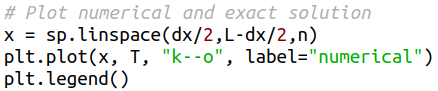 # Plot numerical and exact solution
x = sp.linspace(dx/2,L-dx/2,n)
plt.plot(x, T, "k--o", label="numerical")
plt.legend()